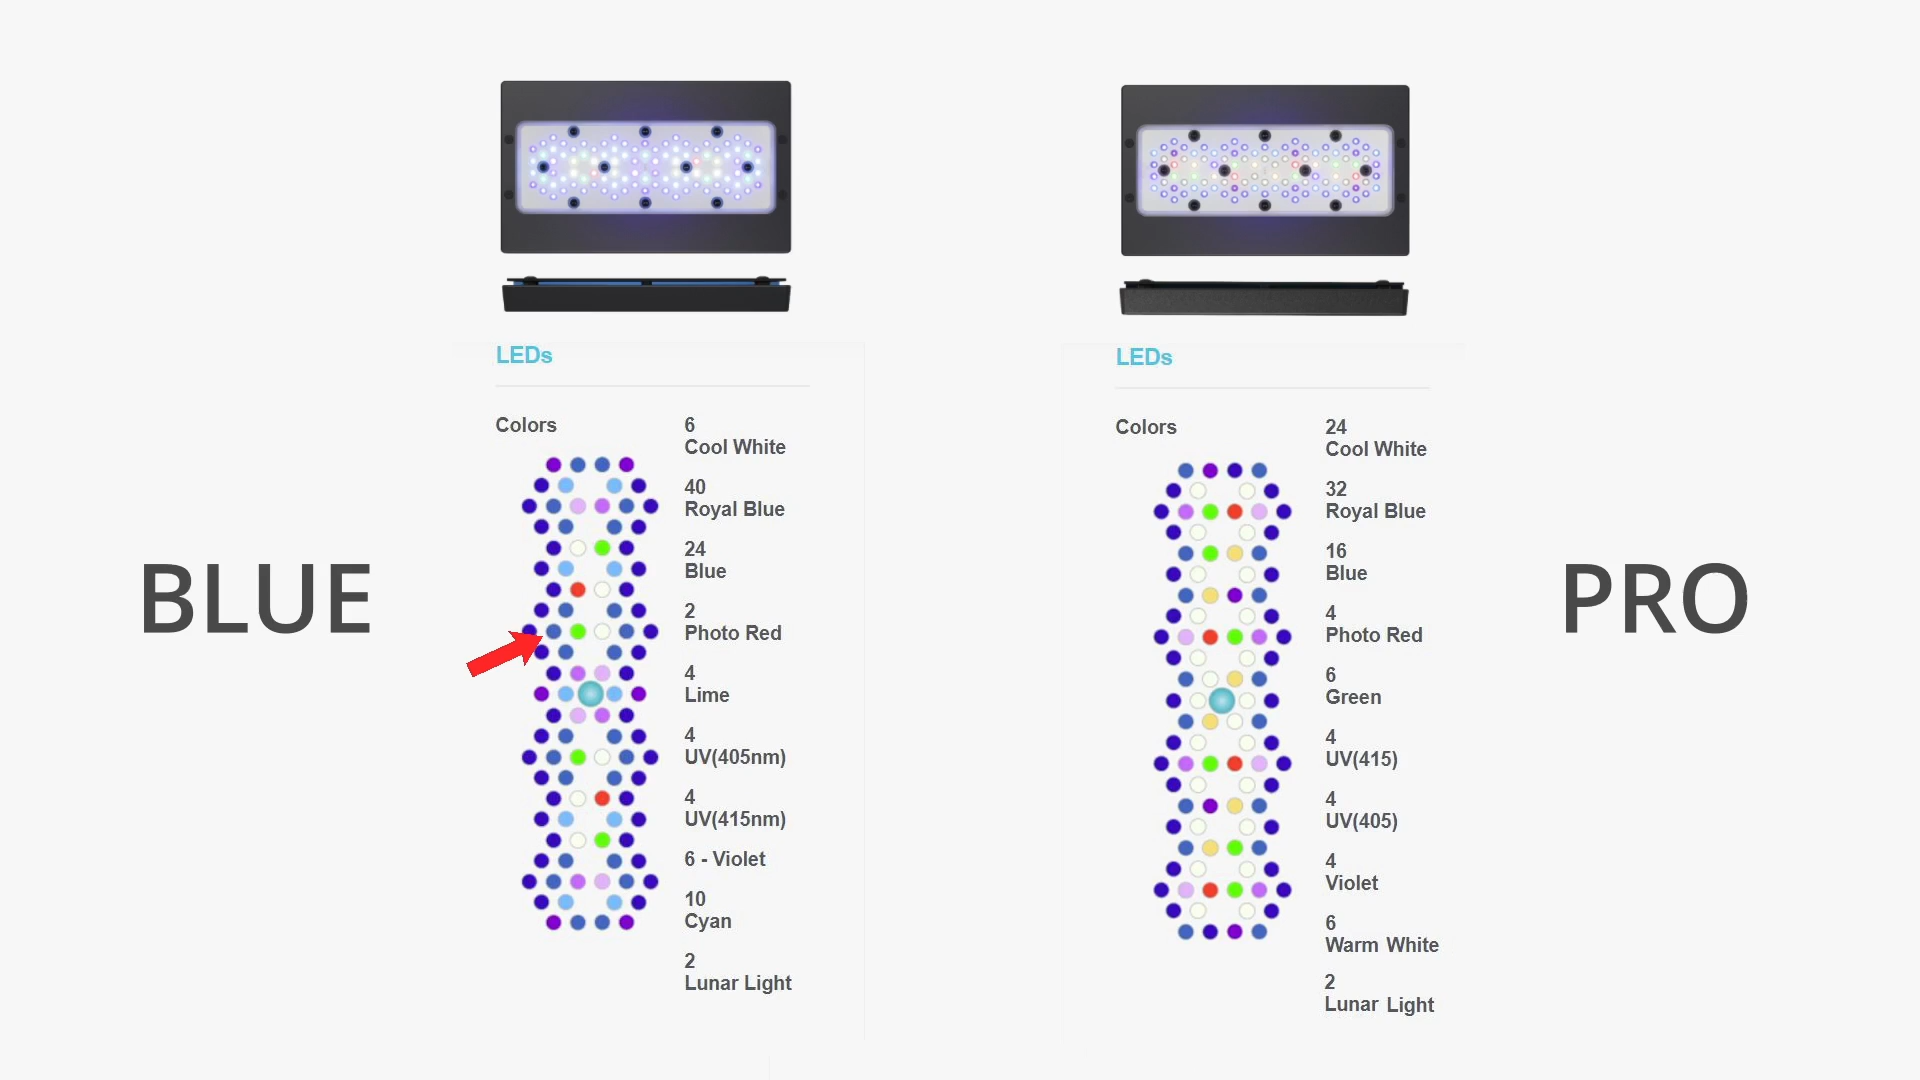 BLUE
LEDs
Colors
6
Cool White
40
Royal Blue
24
Blue
2
Photo Red
4
Lime
4
UV(405nm)
4
UV(415nm)
6 - Violet
10
Cyan
2
Lunar Light
LEDs
Colors
24
Cool White
32
Royal Blue
16
Blue
4
Photo Red
6
Green
4
UV(415)
4
UV(405)
4
Violet
6
Warm White
2
Lunar Light
PRO